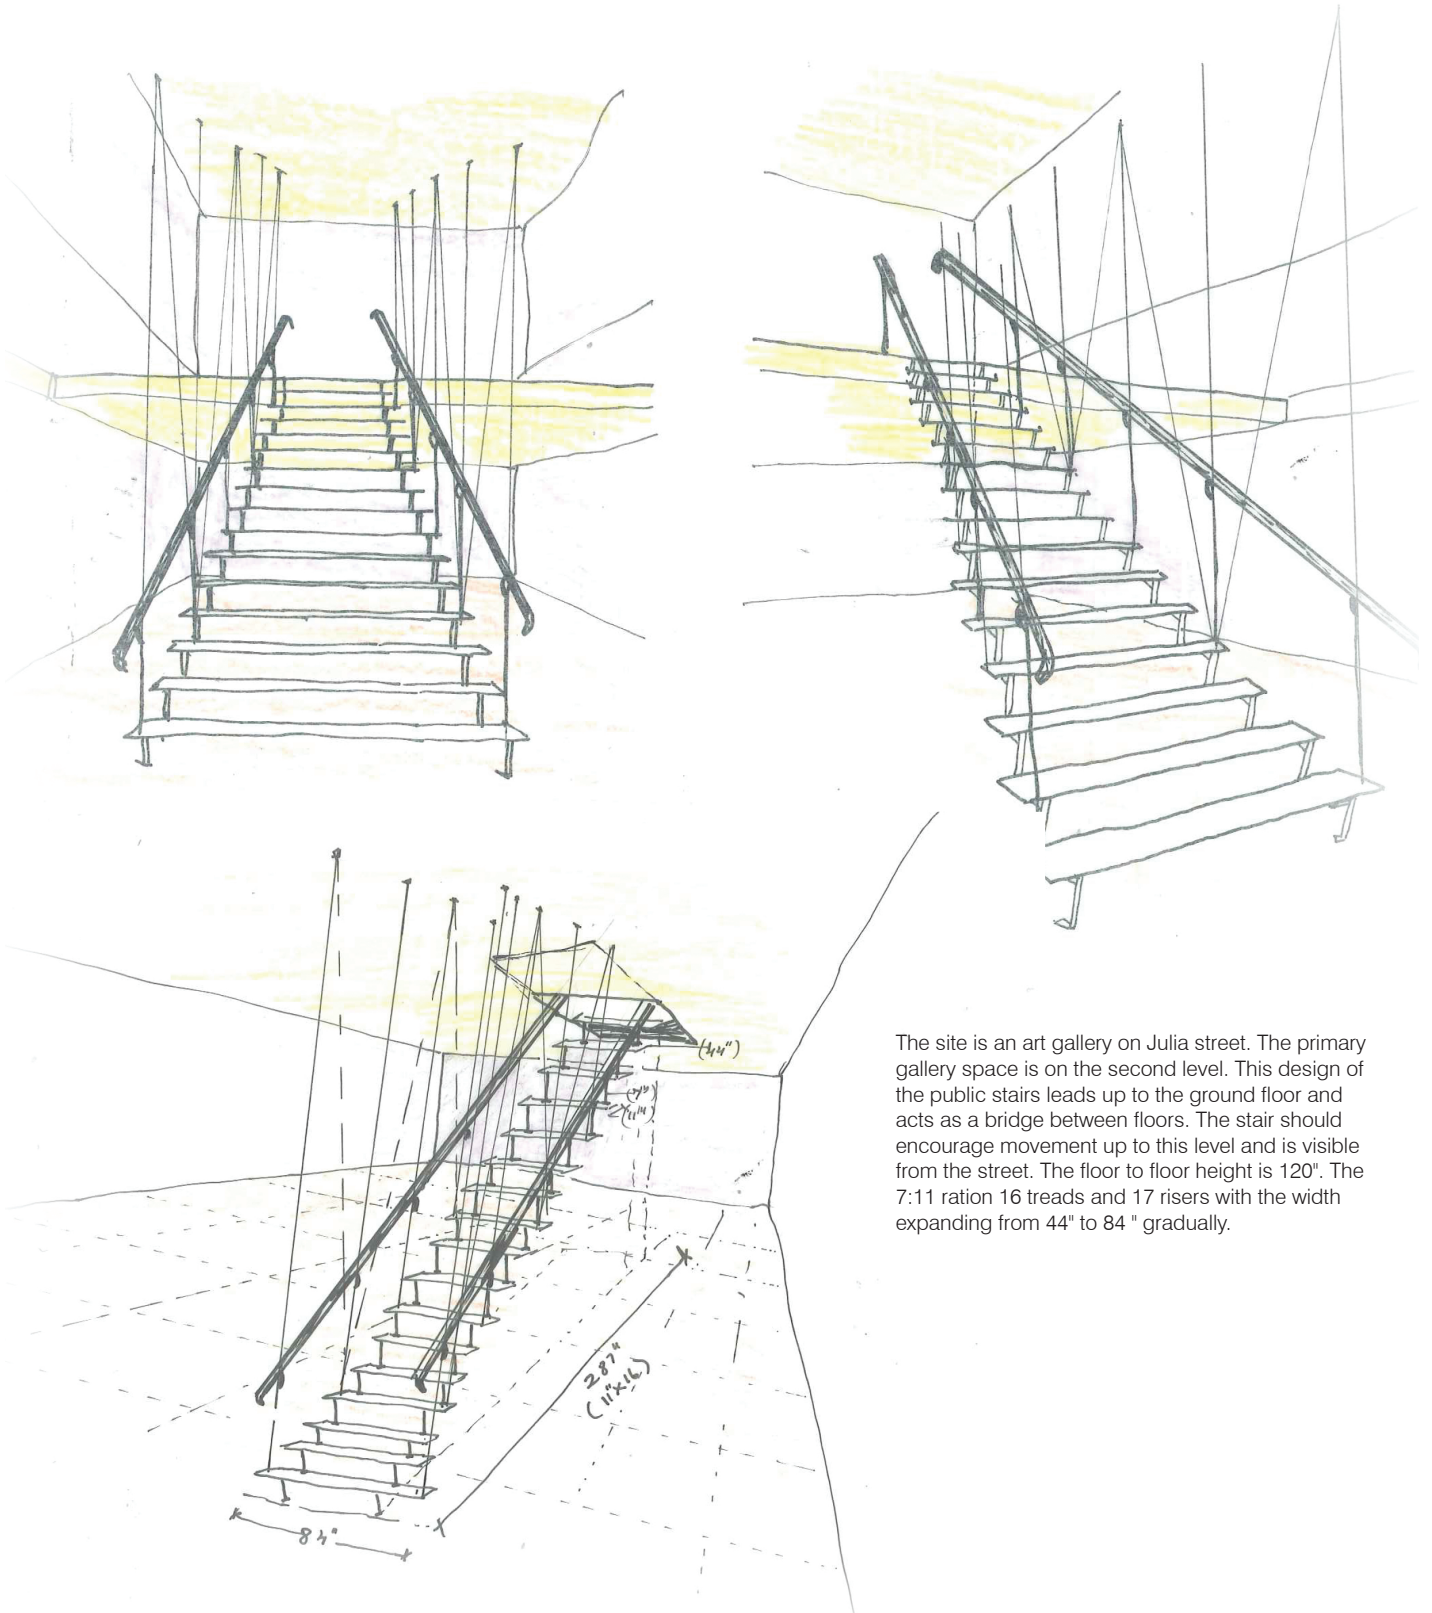 (44")
(7")
(11")
287"
(11"x16)
84"
The site is an art gallery on Julia street. The primary
gallery space is on the second level. This design of
the public stairs leads up to the ground floor and
acts as a bridge between floors. The stair should
encourage movement up to this level and is visible
from the street. The floor to floor height is 120". The
7:11 ration 16 treads and 17 risers with the width
expanding from 44" to 84 " gradually.